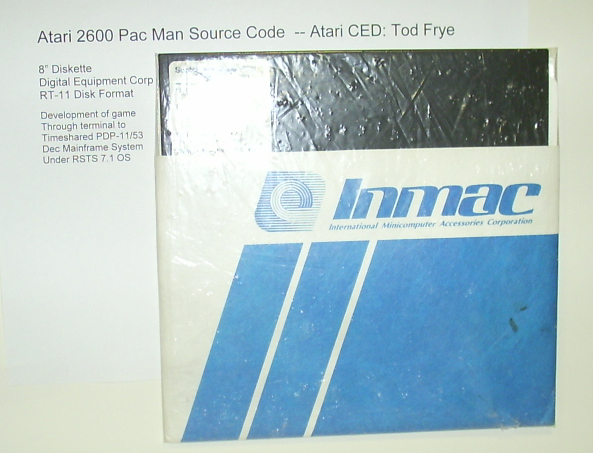 Atari 2600 Pac Man Source Code -- Atari CED: Tod Frye
8" Diskette
Digital Equipment Corp
RT-11 Disk Format
Development of game
Through terminal to
Timeshared PDP-11/53
Dec Mainframe System
Under RSTS 7.1 OS
Inmac
International Minicomputer Accessories Corporation